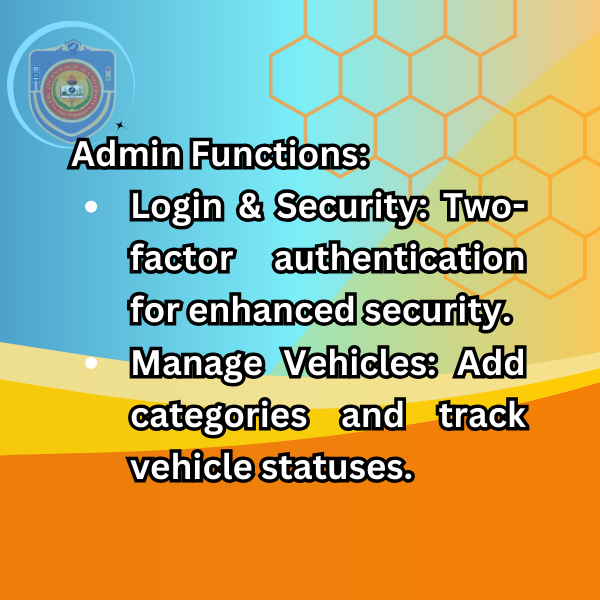 Admin Functions:
• Login & Security: Two-
factor authentication
for enhanced security.
• Manage Vehicles: Add
categories and track
vehicle statuses.